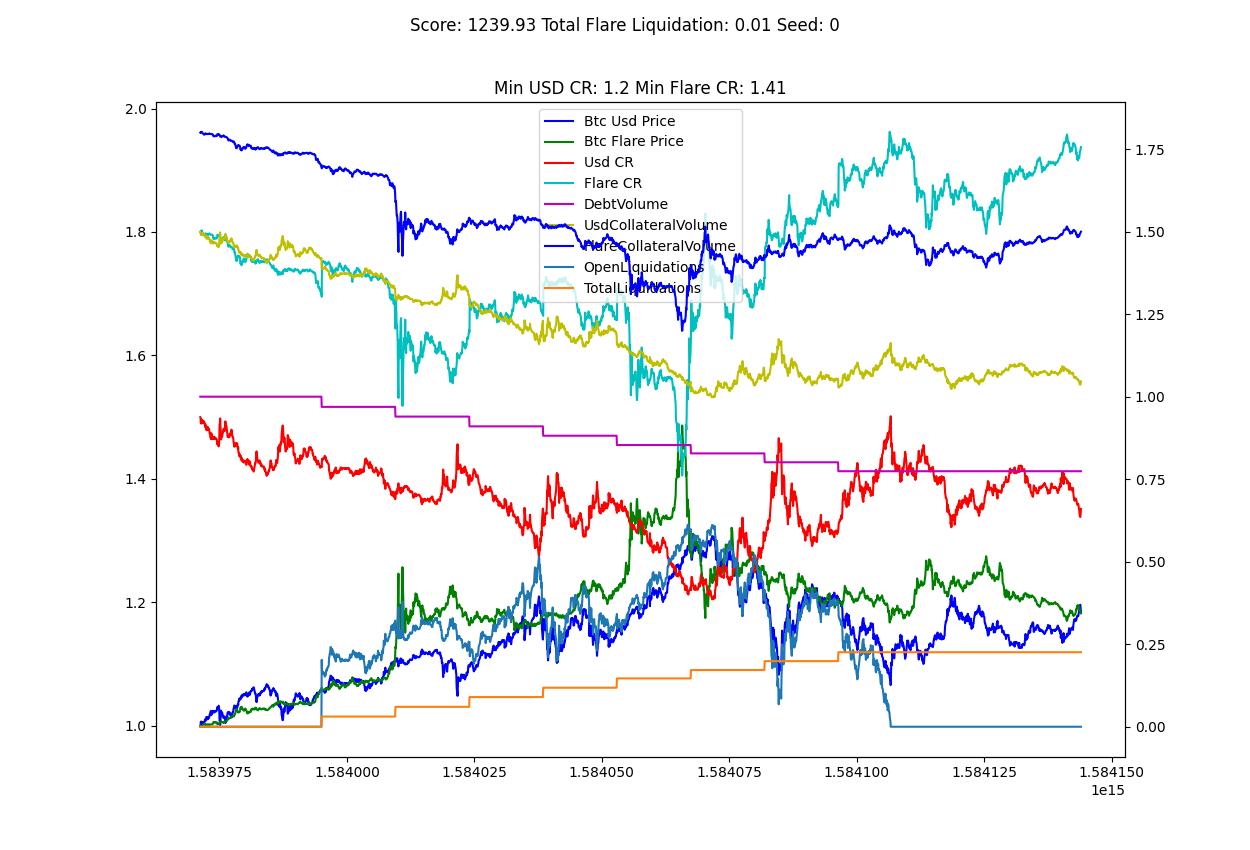 Score: 1239.93 Total Flare Liquidation: 0.01 Seed: 0
Min USD CR: 1.2 Min Flare CR: 1.41
Btc Usd Price
Btc Flare Price
Usd CR
Flare CR
DebtVolume
UsdCollateralVolume
FlareCollateralVolume
OpenLiquidations
TotalLiquidations
2.0
1.8
1.6
1.4
1.2
1.0
1.75
1.50
1.25
1.00
0.75
0.50
0.25
0.00
1.583975 1.584000 1.584025 1.584050 1.584075 1.584100 1.584125 1.584150
1e15